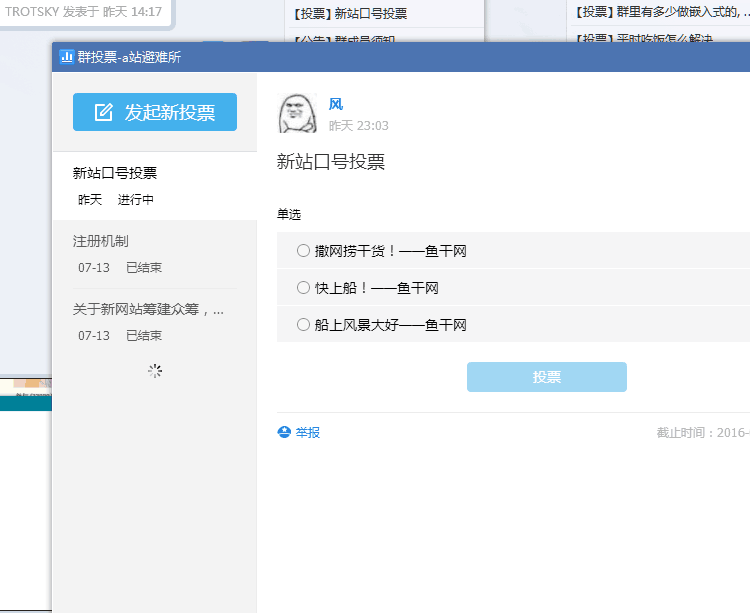 TROTSKY 发表于 昨天 14:17
【投票】新站口号投票
【公告】群成员须知
【投票】群里有多少做嵌入式的, ..
【投票】平时吃饭怎么解决
群投票-a站避难所
发起新投票
新站口号投票
昨天 进行中
注册机制
07-13 已结束
关于新网站筹建众筹，...
07-13 已结束
风
昨天 23:03
新站口号投票
单选
撒网捞干货！——鱼干网
快上船！——鱼干网
船上风景大好——鱼干网
投票
举报
截止时间：2016-